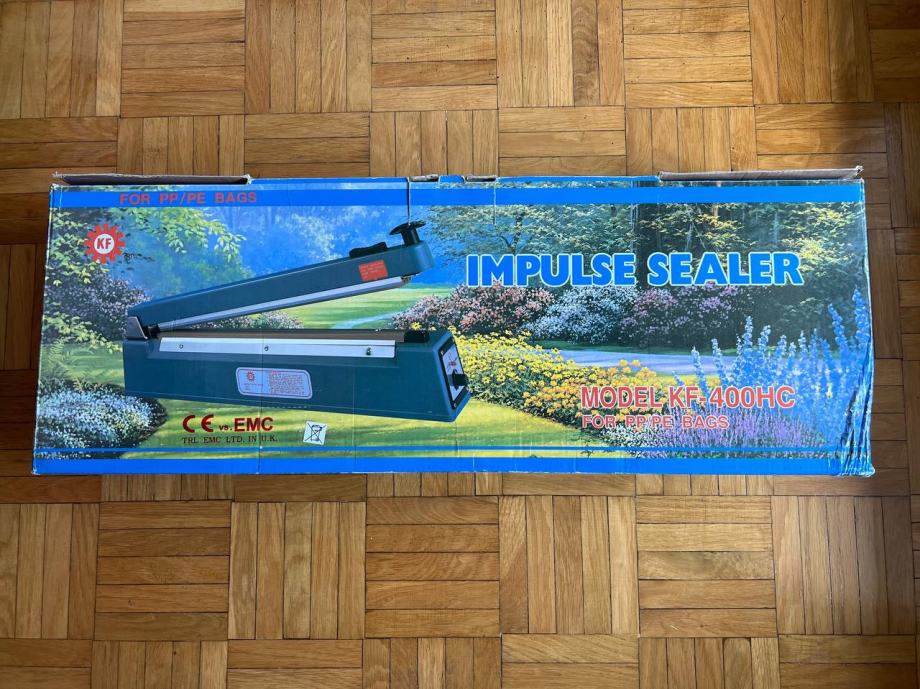 FOR PP/PE BAGS
KF
IMPULSE SEALER
MODEL KF-400HC
FOR PP/PE BAGS
CE vs. EMC
TRL EMC LTD. IN U.K.